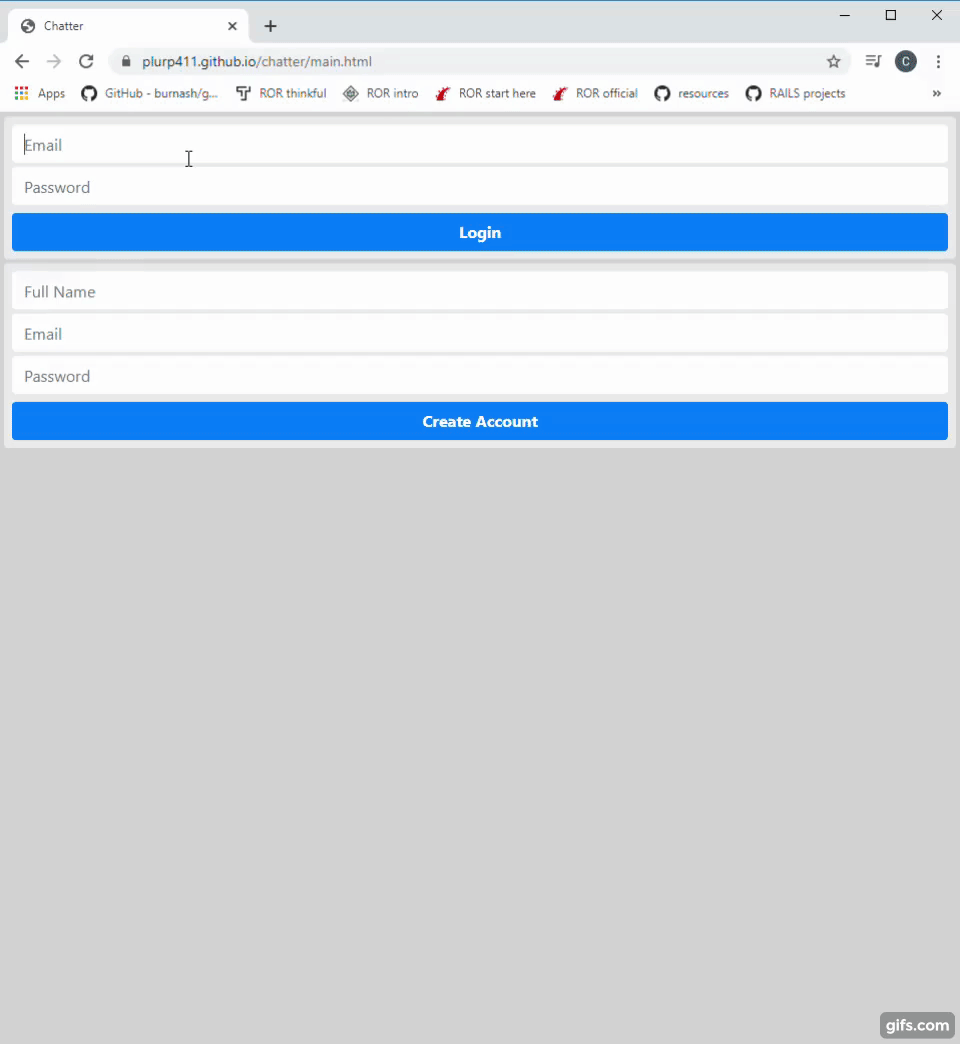 Chatter
plurp411.github.io/chatter/main.html
C
Apps GitHub - burnash/g... ROR thinkful ROR intro ROR start here ROR official resources RAILS projects »
Email
Password
Login
Full Name
Email
Password
Create Account
gifs.com